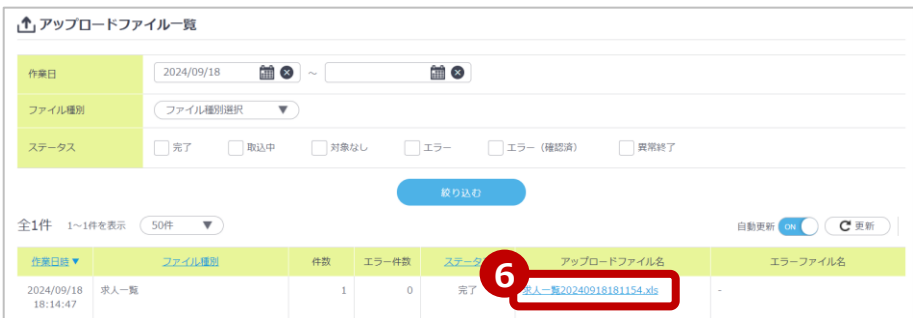 アップロードファイル一覧
作業日 2024/09/18 ～
ファイル種別 ファイル種別選択 ▼
ステータス 完了 取込中 対象なし エラー エラー（確認済） 異常終了
絞り込む
全1件 1～1件を表示 50件 ▼ 自動更新 ON 更新
作業日時▼ ファイル種別 件数 エラー件数 ステータ アップロードファイル名 エラーファイル名
6
2024/09/18 18:14:47 求人一覧 1 0 完了 求人一覧20240918181154.xls -